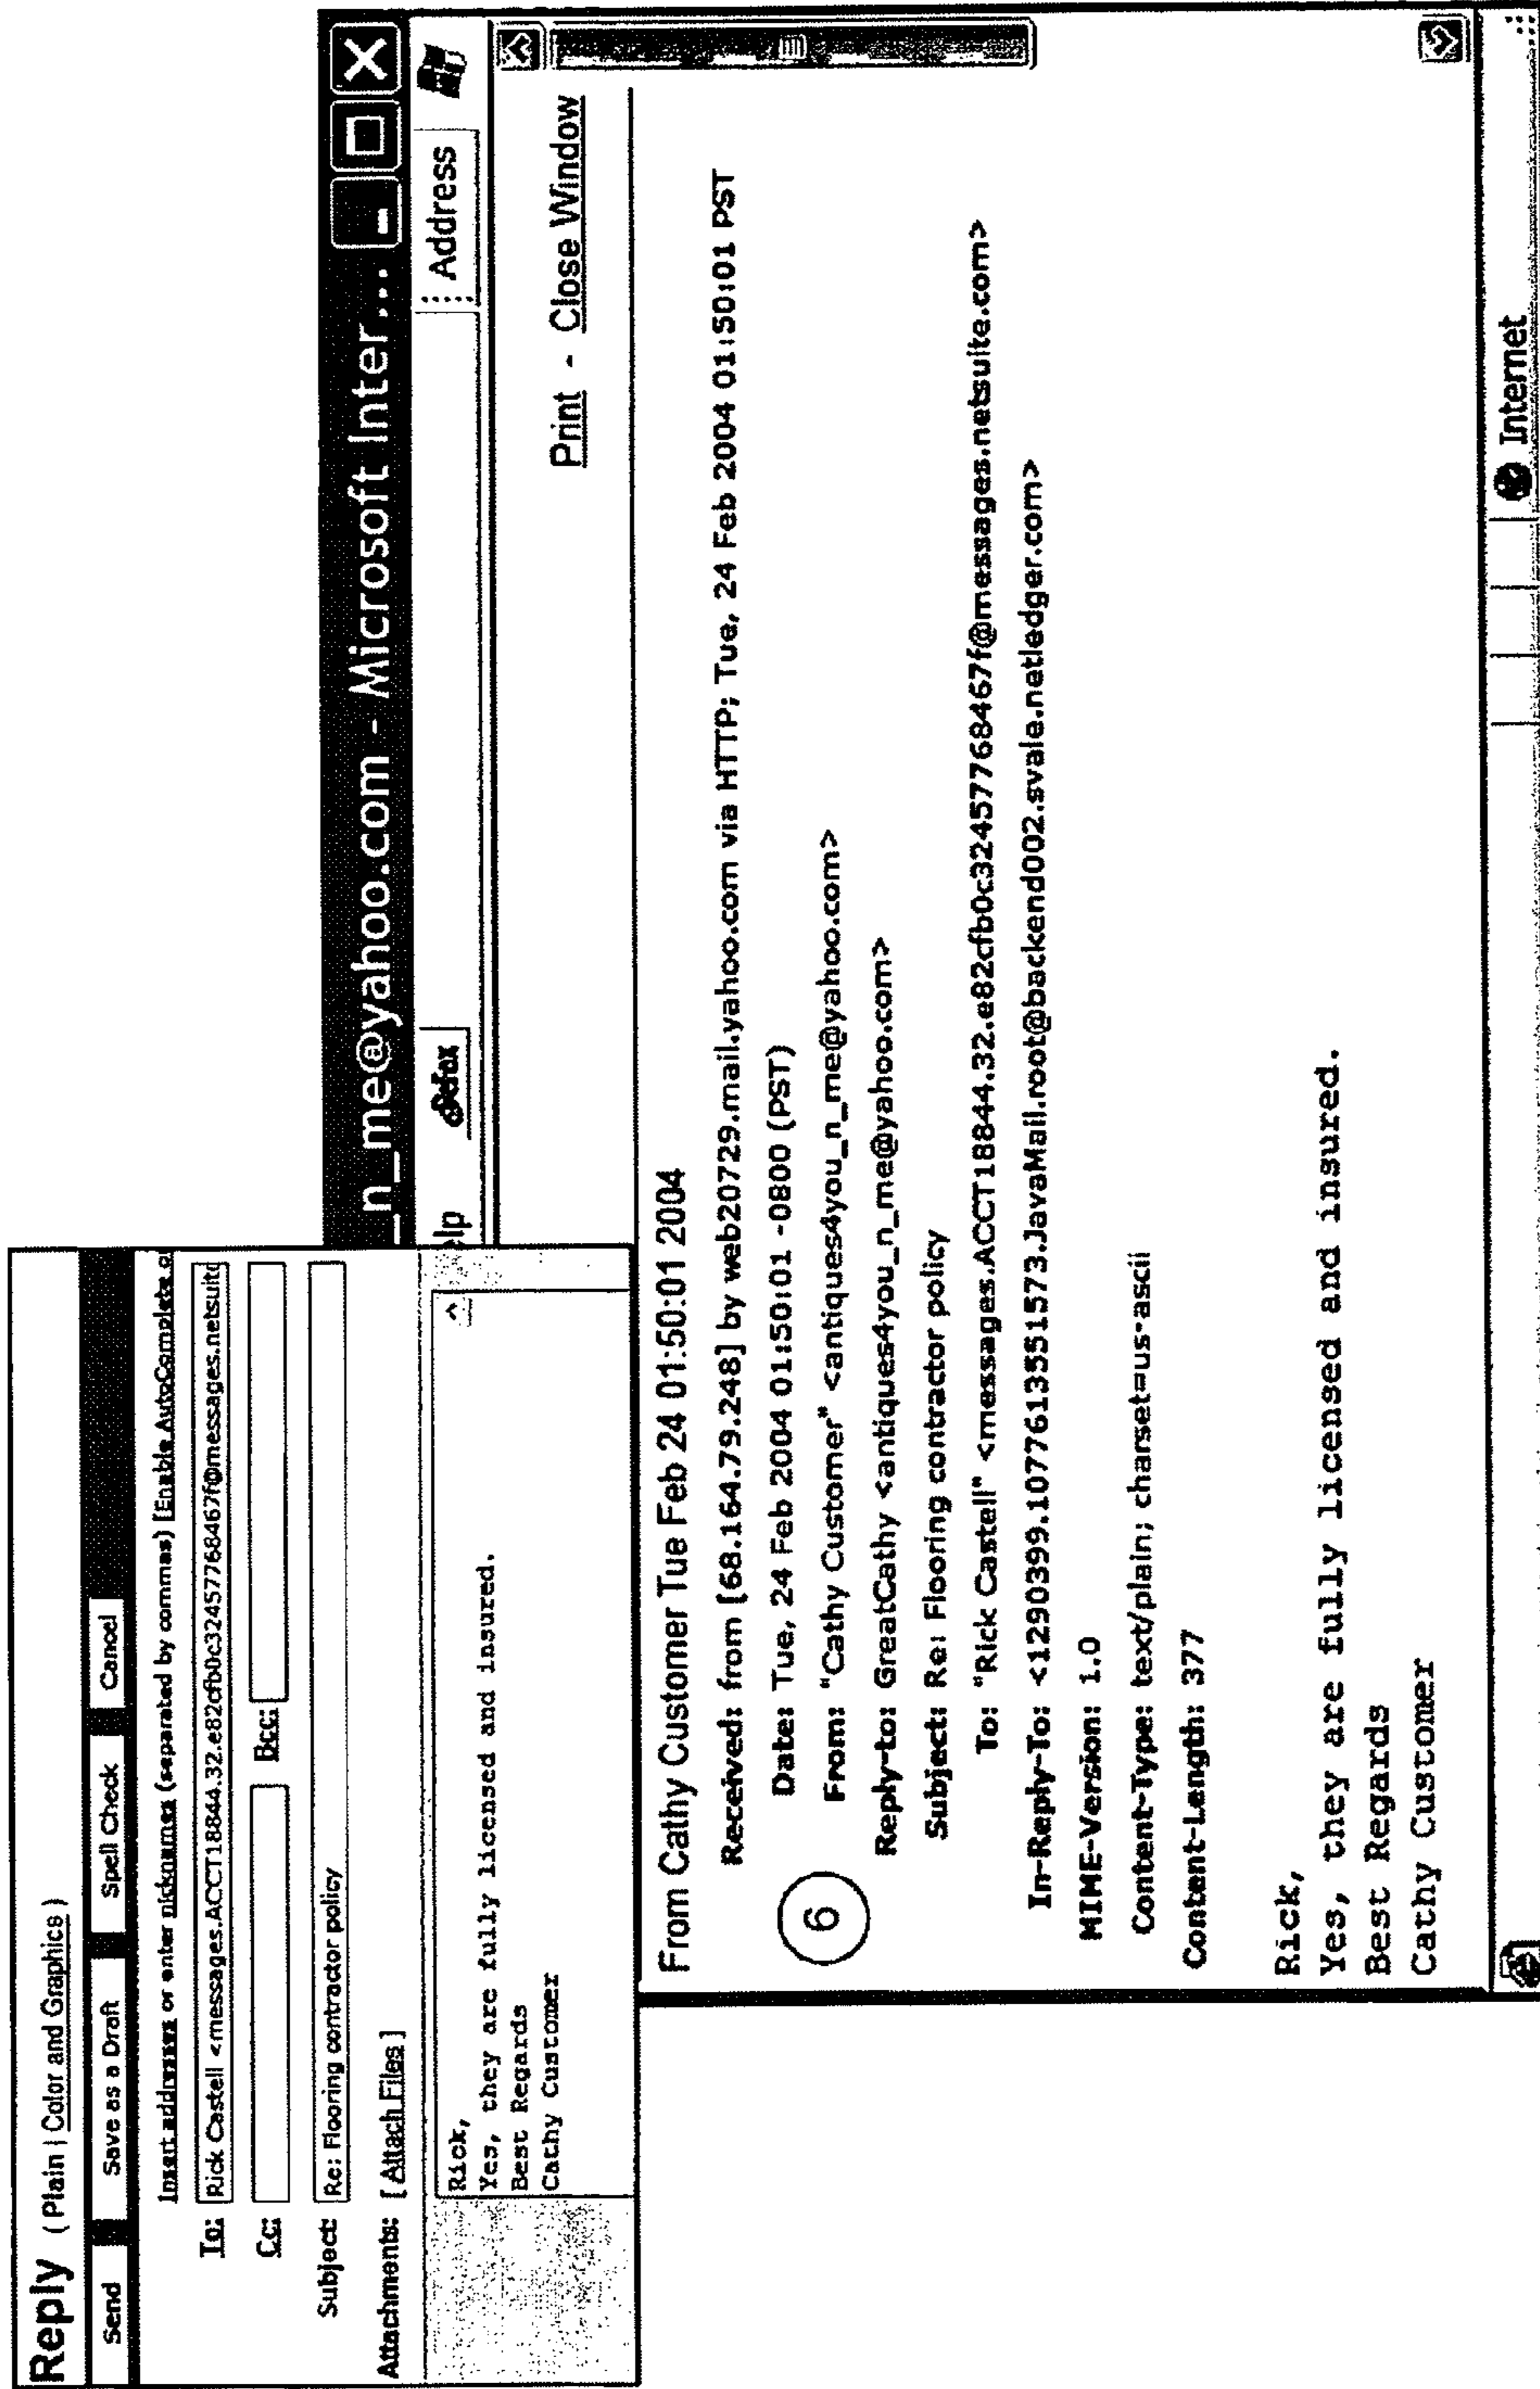 Reply ( Plain | Color and Graphics )
Send Save as a Draft Spell Check Cancel
Insert addresses or enter nicknames (separated by commas) [Enable AutoComplete
To: Rick Castell <messages.ACCT18844.32.e82cfb0c32457768467f@messages.netsuite
Cc: Bcc:
Subject: Re: Flooring contractor policy
Attachments: [ Attach Files ]
Rick,
Yes, they are fully licensed and insured.
Best Regards
Cathy Customer
_n_me@yahoo.com - Microsoft Inter...
elp eFax Address
Print - Close Window
From Cathy Customer Tue Feb 24 01:50:01 2004
Received: from [68.164.79.248] by web20729.mail.yahoo.com via HTTP; Tue, 24 Feb 2004 01:50:01 PST
Date: Tue, 24 Feb 2004 01:50:01 -0800 (PST)
6
From: "Cathy Customer" <antiques4you_n_me@yahoo.com>
Reply-to: GreatCathy <antiques4you_n_me@yahoo.com>
Subject: Re: Flooring contractor policy
To: "Rick Castell" <messages.ACCT18844.32.e82cfb0c32457768467f@messages.netsuite.com>
In-Reply-To: <1290399.1077613551573.JavaMail.root@backend002.svale.netledger.com>
MIME-Version: 1.0
Content-Type: text/plain; charset=us-ascii
Content-Length: 377
Rick,
Yes, they are fully licensed and insured.
Best Regards
Cathy Customer
Internet